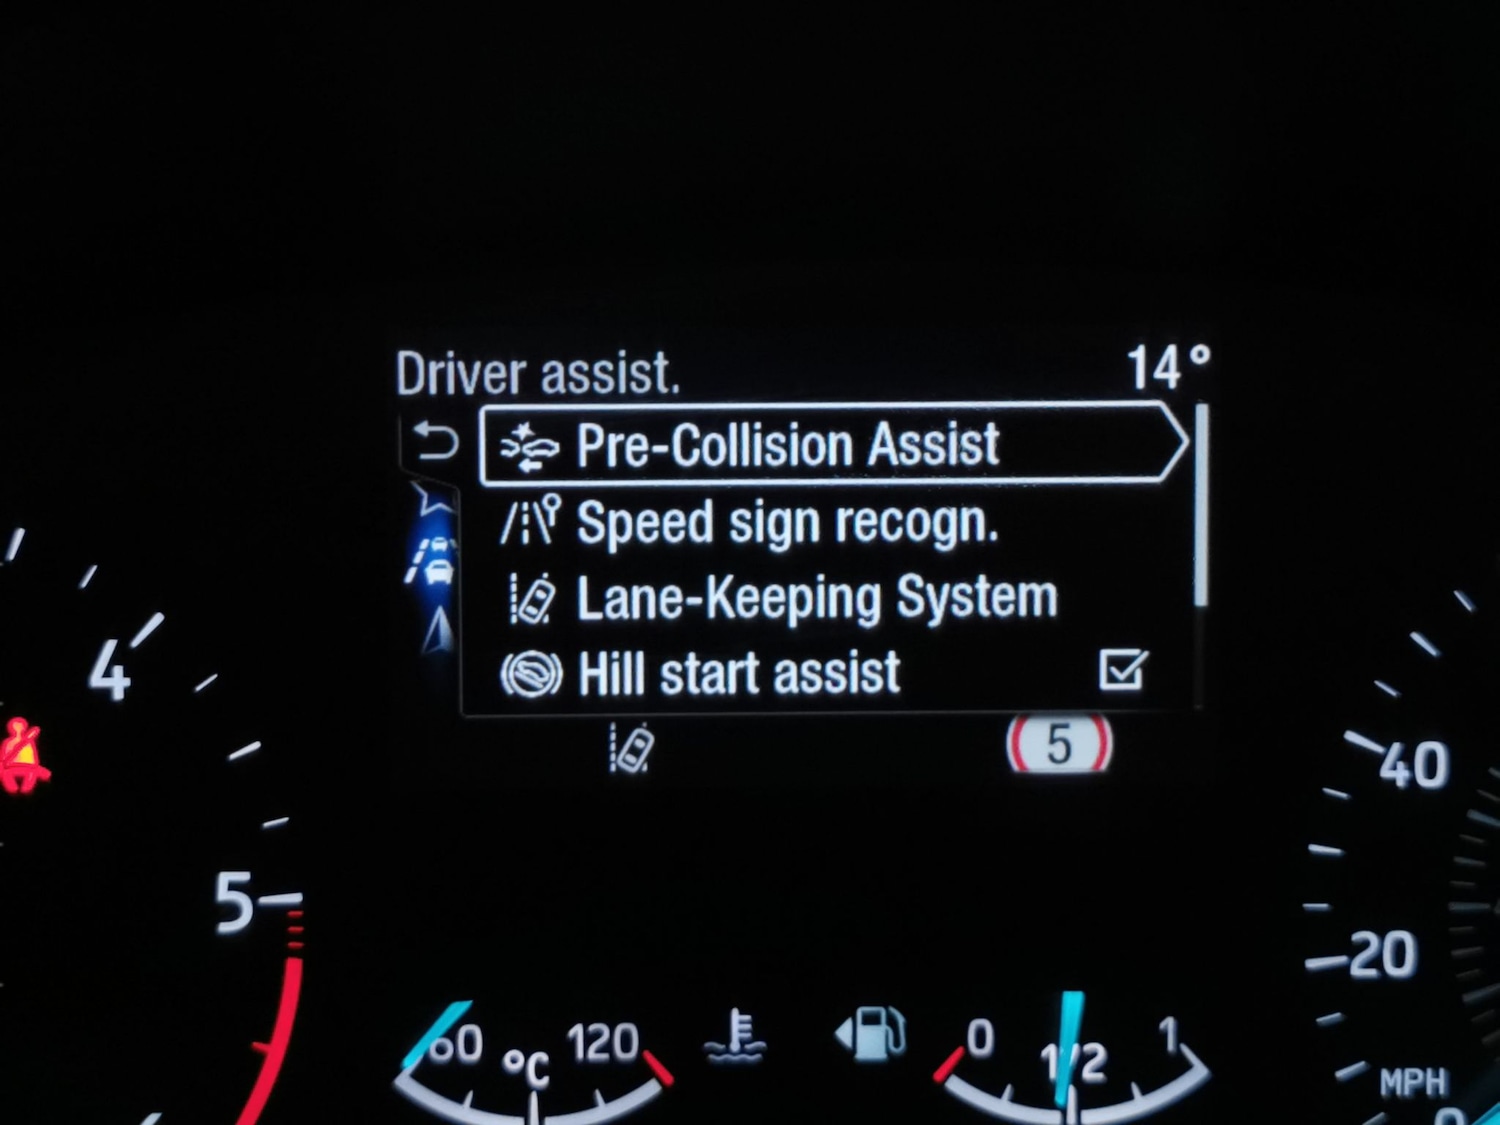 Driver assist.
14°
Pre-Collision Assist
Speed sign recogn.
Lane-Keeping System
Hill start assist
5
4
5
40
20
MPH
0
60
°C
120
0
1/2
1